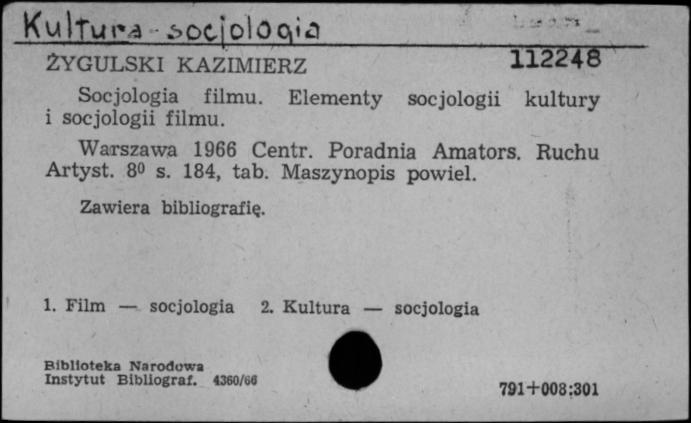 Kultura - socjologia
ŻYGULSKI KAZIMIERZ 112248
Socjologia filmu. Elementy socjologii kultury
i socjologii filmu.
Warszawa 1966 Centr. Poradnia Amators. Ruchu
Artyst. 8⁰ s. 184, tab. Maszynopis powiel.
Zawiera bibliografię.
1. Film — socjologia 2. Kultura — socjologia
Biblioteka Narodowa
Instytut Bibliograf. 4360/66
791+008:301